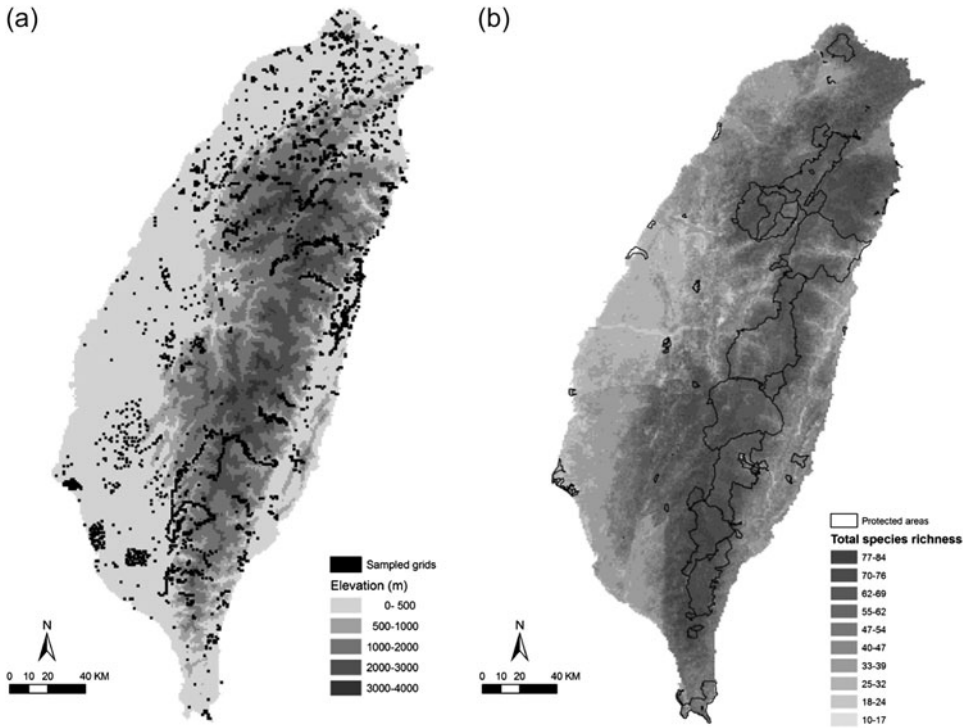 (a)
N
0 10 20 40 KM
Sampled grids
Elevation (m)
0- 500
500-1000
1000-2000
2000-3000
3000-4000
(b)
N
0 10 20 40 KM
Protected areas
Total species richness
77-84
70-76
62-69
55-62
47-54
40-47
33-39
25-32
18-24
10-17